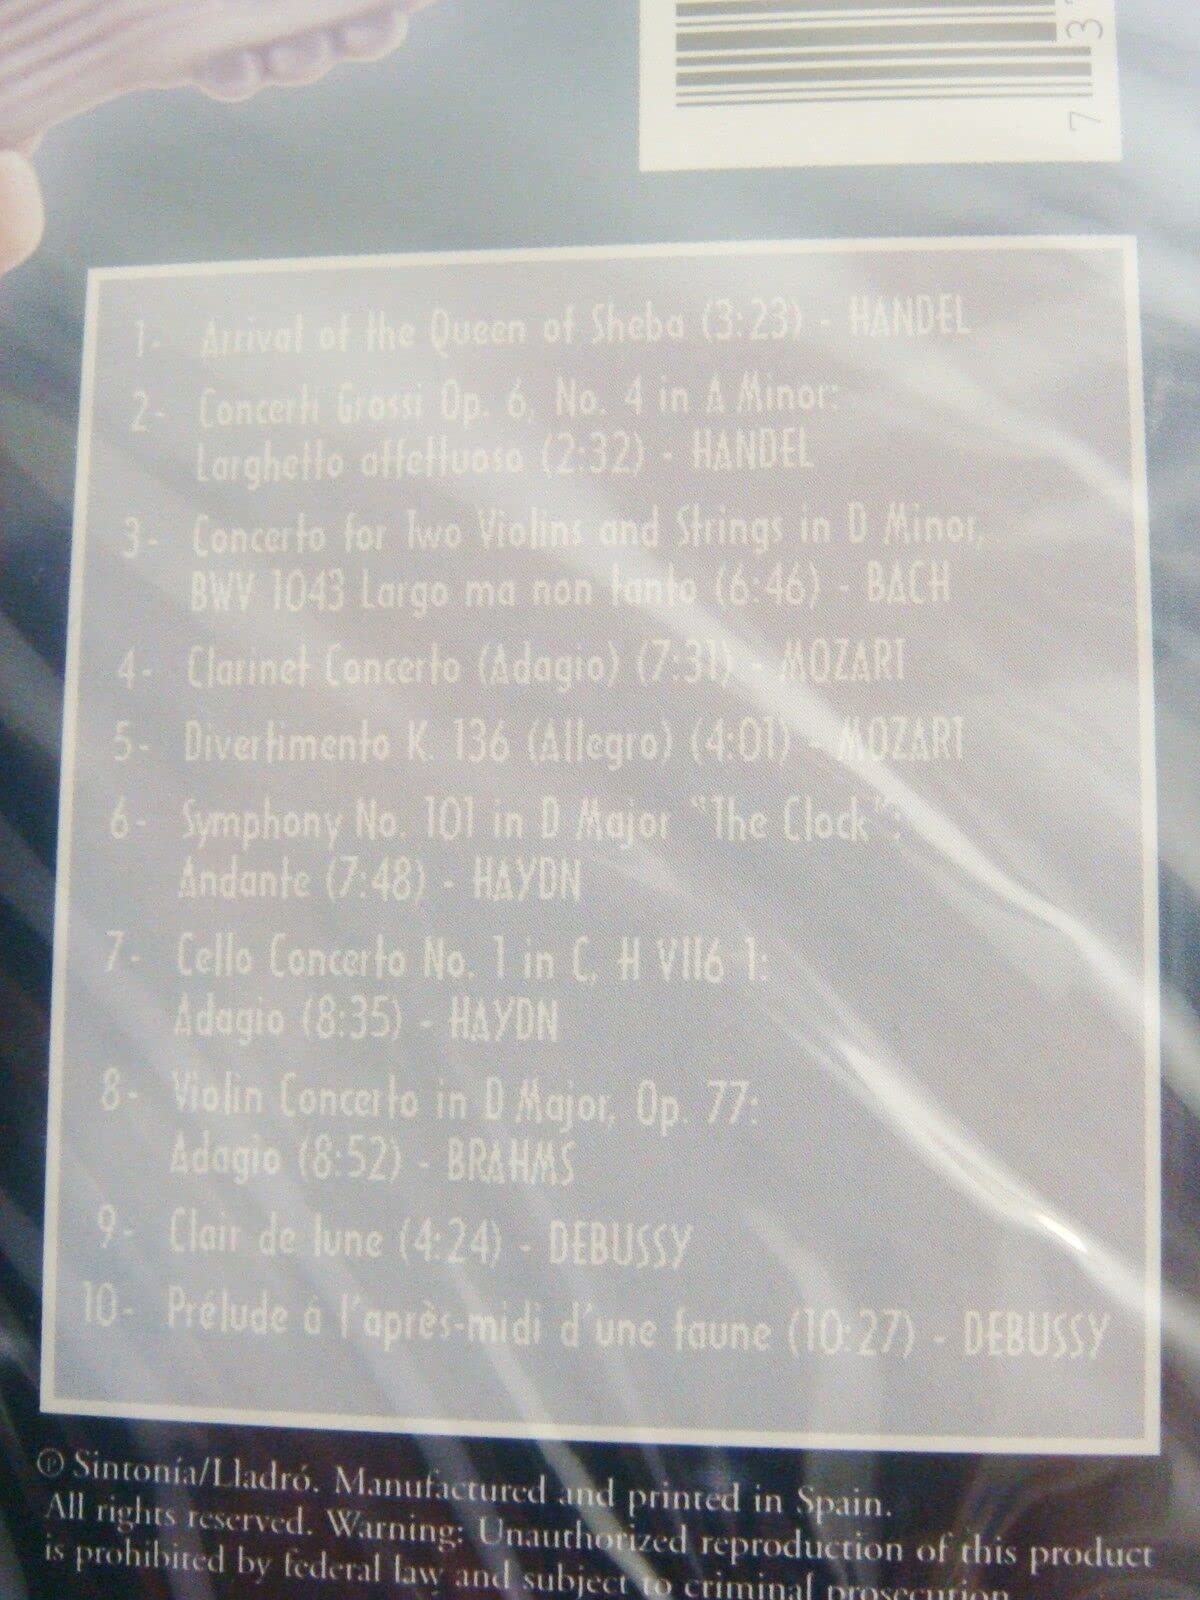 7 3
1- Arrival of the Queen of Sheba (3:23) - HANDEL
2- Concerti Grossi Op. 6, No. 4 in A Minor:
Larghetto affettuoso (2:32) - HANDEL
3- Concerto for Two Violins and Strings in D Minor,
BWV 1043 Largo ma non tanto (6:46) - BACH
4- Clarinet Concerto (Adagio) (7:31) - MOZART
5- Divertimento K. 136 (Allegro) (4:01) - MOZART
6- Symphony No. 101 in D Major "The Clock":
Andante (7:48) - HAYDN
7- Cello Concerto No. 1 in C, H VII6 1:
Adagio (8:35) - HAYDN
8- Violin Concerto in D Major, Op. 77:
Adagio (8:52) - BRAHMS
9- Clair de lune (4:24) - DEBUSSY
10- Prélude á l'après-midi d'une faune (10:27) - DEBUSSY
℗ Sintonía/Lladró. Manufactured and printed in Spain.
All rights reserved. Warning: Unauthorized reproduction of this product
is prohibited by federal law and subject to criminal prosecution